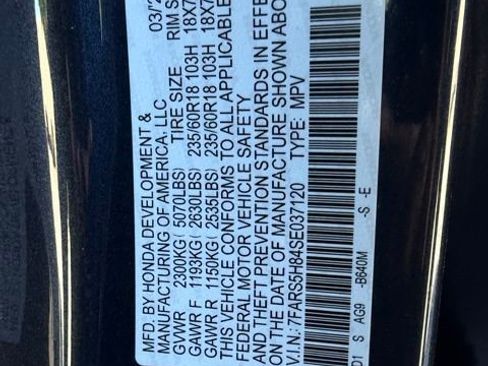 MFD. BY HONDA DEVELOPMENT & 03/2
MANUFACTURING OF AMERICA, LLC
GVWR 2300KG( 5070LBS) TIRE SIZE RIM S
GAWR F 1193KG( 2630LBS) 235/60R18 103H 18X7
GAWR R 1150KG( 2535LBS) 235/60R18 103H 18X7
THIS VEHICLE CONFORMS TO ALL APPLICABLE
FEDERAL MOTOR VEHICLE SAFETY
AND THEFT PREVENTION STANDARDS IN EFFE
ON THE DATE OF MANUFACTURE SHOWN ABO
V.I.N.: 7FARS5H84SE037120 TYPE: MPV
D1 S AG9 -B640M -S -E